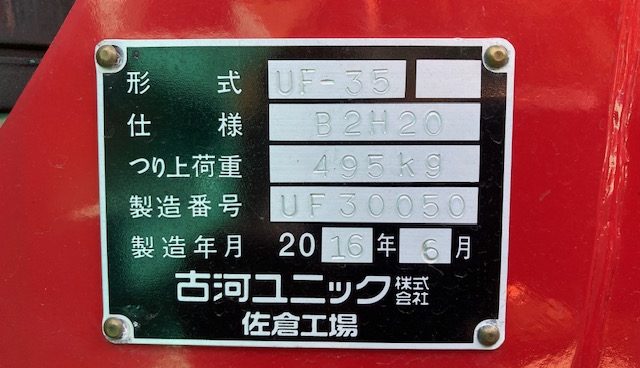 形式 UF-35
仕様 B2H20
つり上荷重 495kg
製造番号 UF30050
製造年月 2016年6月
古河ユニック株式会社
佐倉工場